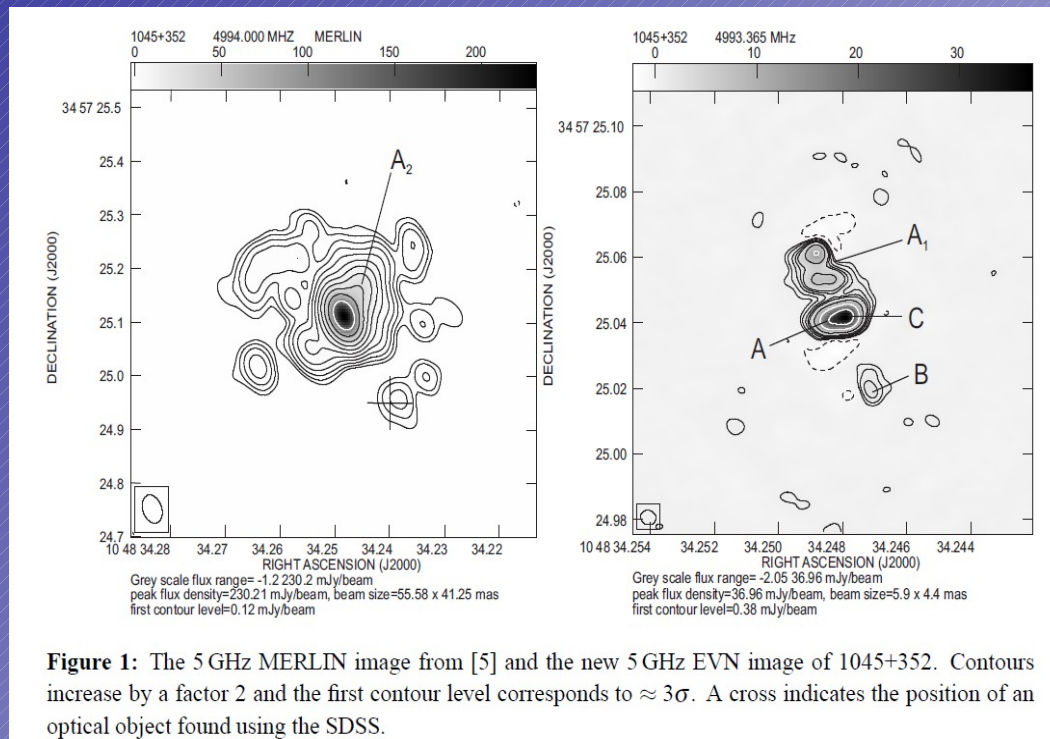 1045+352 4994.000 MHZ MERLIN
0 50 100 150 200
34 57 25.5
25.4
25.3
25.2
25.1
25.0
24.9
24.8
24.7
DECLINATION (J2000)
A2
10 48 34.28 34.27 34.26 34.25 34.24 34.23 34.22
RIGHT ASCENSION (J2000)
Grey scale flux range= -1.2 230.2 mJy/beam
peak flux density=230.21 mJy/beam, beam size=55.58 x 41.25 mas
first contour level=0.12 mJy/beam
1045+352 4993.365 MHz
0 10 20 30
34 57 25.10
25.08
25.06
25.04
25.02
25.00
24.98
DECLINATION (J2000)
A1
C
A
B
10 48 34.254 34.252 34.250 34.248 34.246 34.244
RIGHT ASCENSION (J2000)
Grey scale flux range= -2.05 36.96 mJy/beam
peak flux density=36.96 mJy/beam, beam size=5.9 x 4.4 mas
first contour level=0.38 mJy/beam
Figure 1: The 5 GHz MERLIN image from [5] and the new 5 GHz EVN image of 1045+352. Contours
increase by a factor 2 and the first contour level corresponds to ≈ 3σ. A cross indicates the position of an
optical object found using the SDSS.